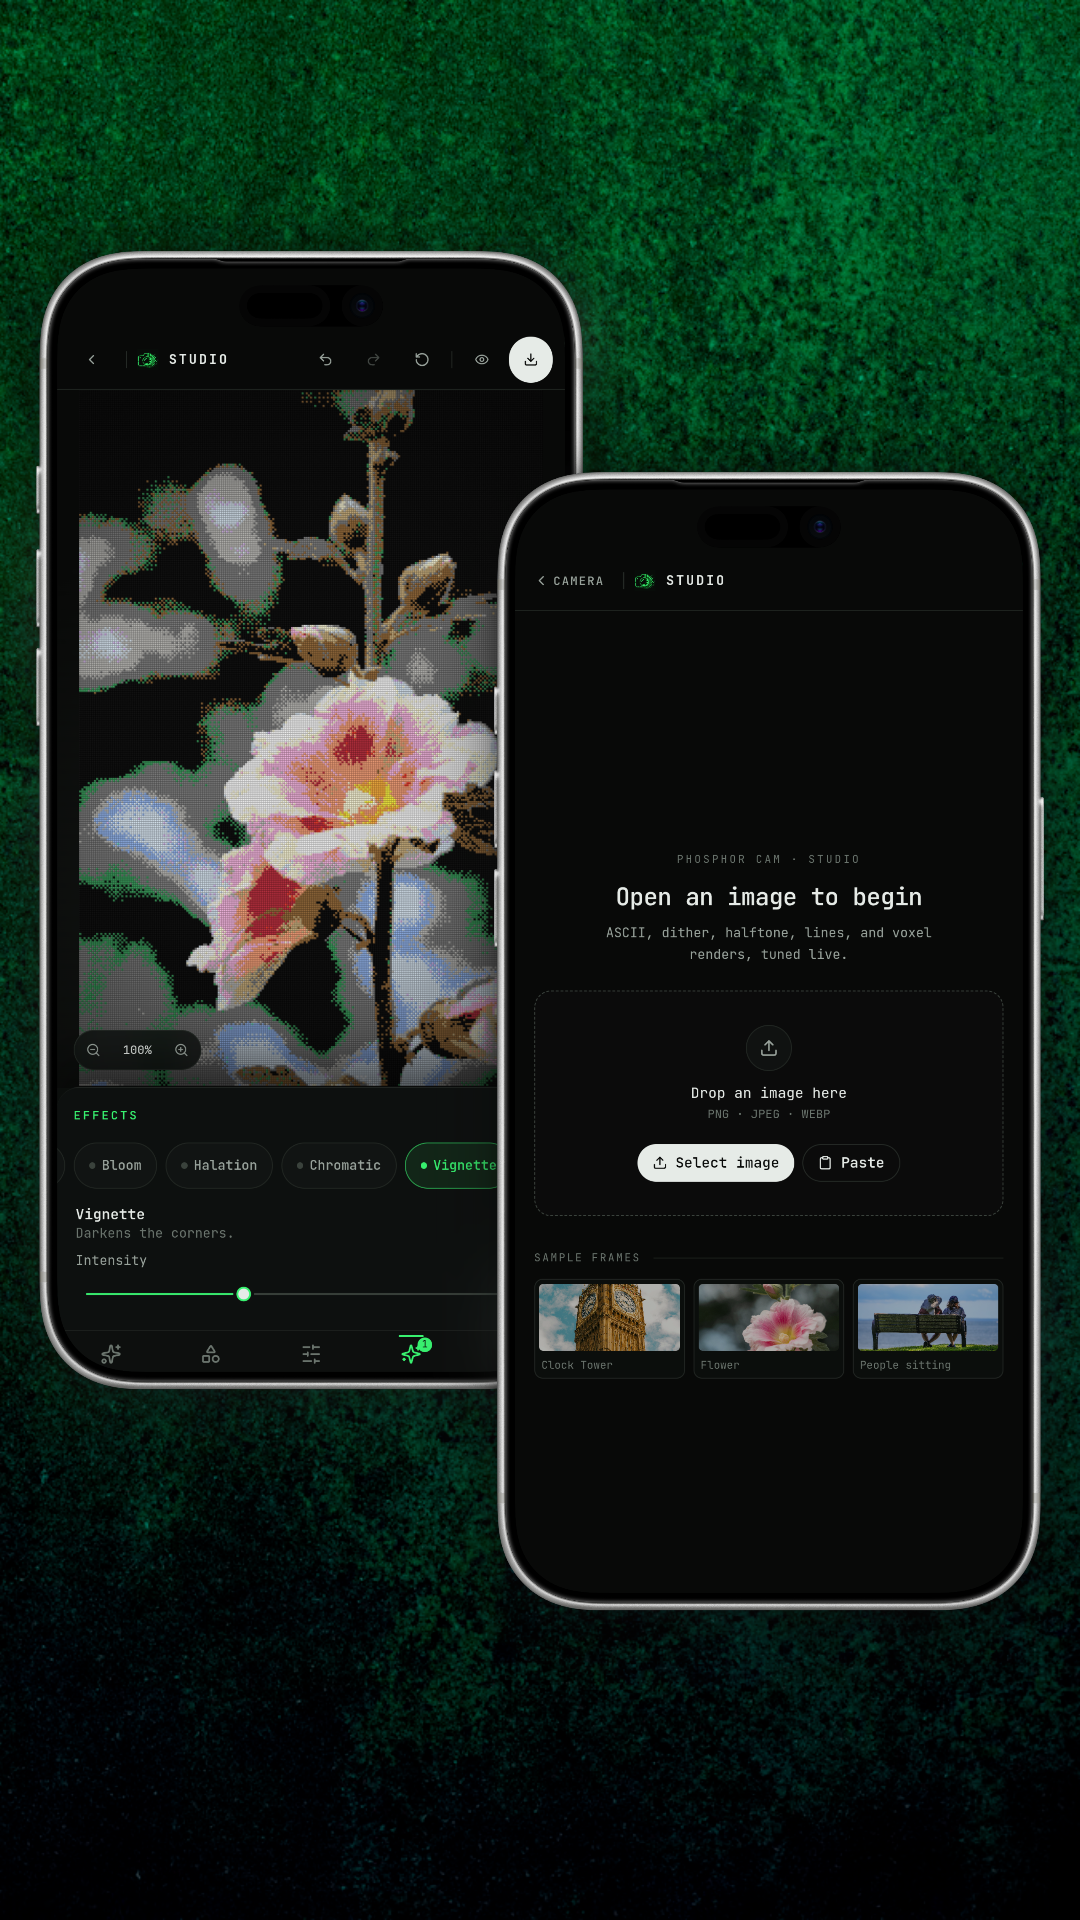 STUDIO
100%
EFFECTS
Bloom
Halation
Chromatic
Vignette
Vignette
Darkens the corners.
Intensity
1
CAMERA
STUDIO
PHOSPHOR CAM · STUDIO
Open an image to begin
ASCII, dither, halftone, lines, and voxel
renders, tuned live.
Drop an image here
PNG · JPEG · WEBP
Select image
Paste
SAMPLE FRAMES
Clock Tower
Flower
People sitting